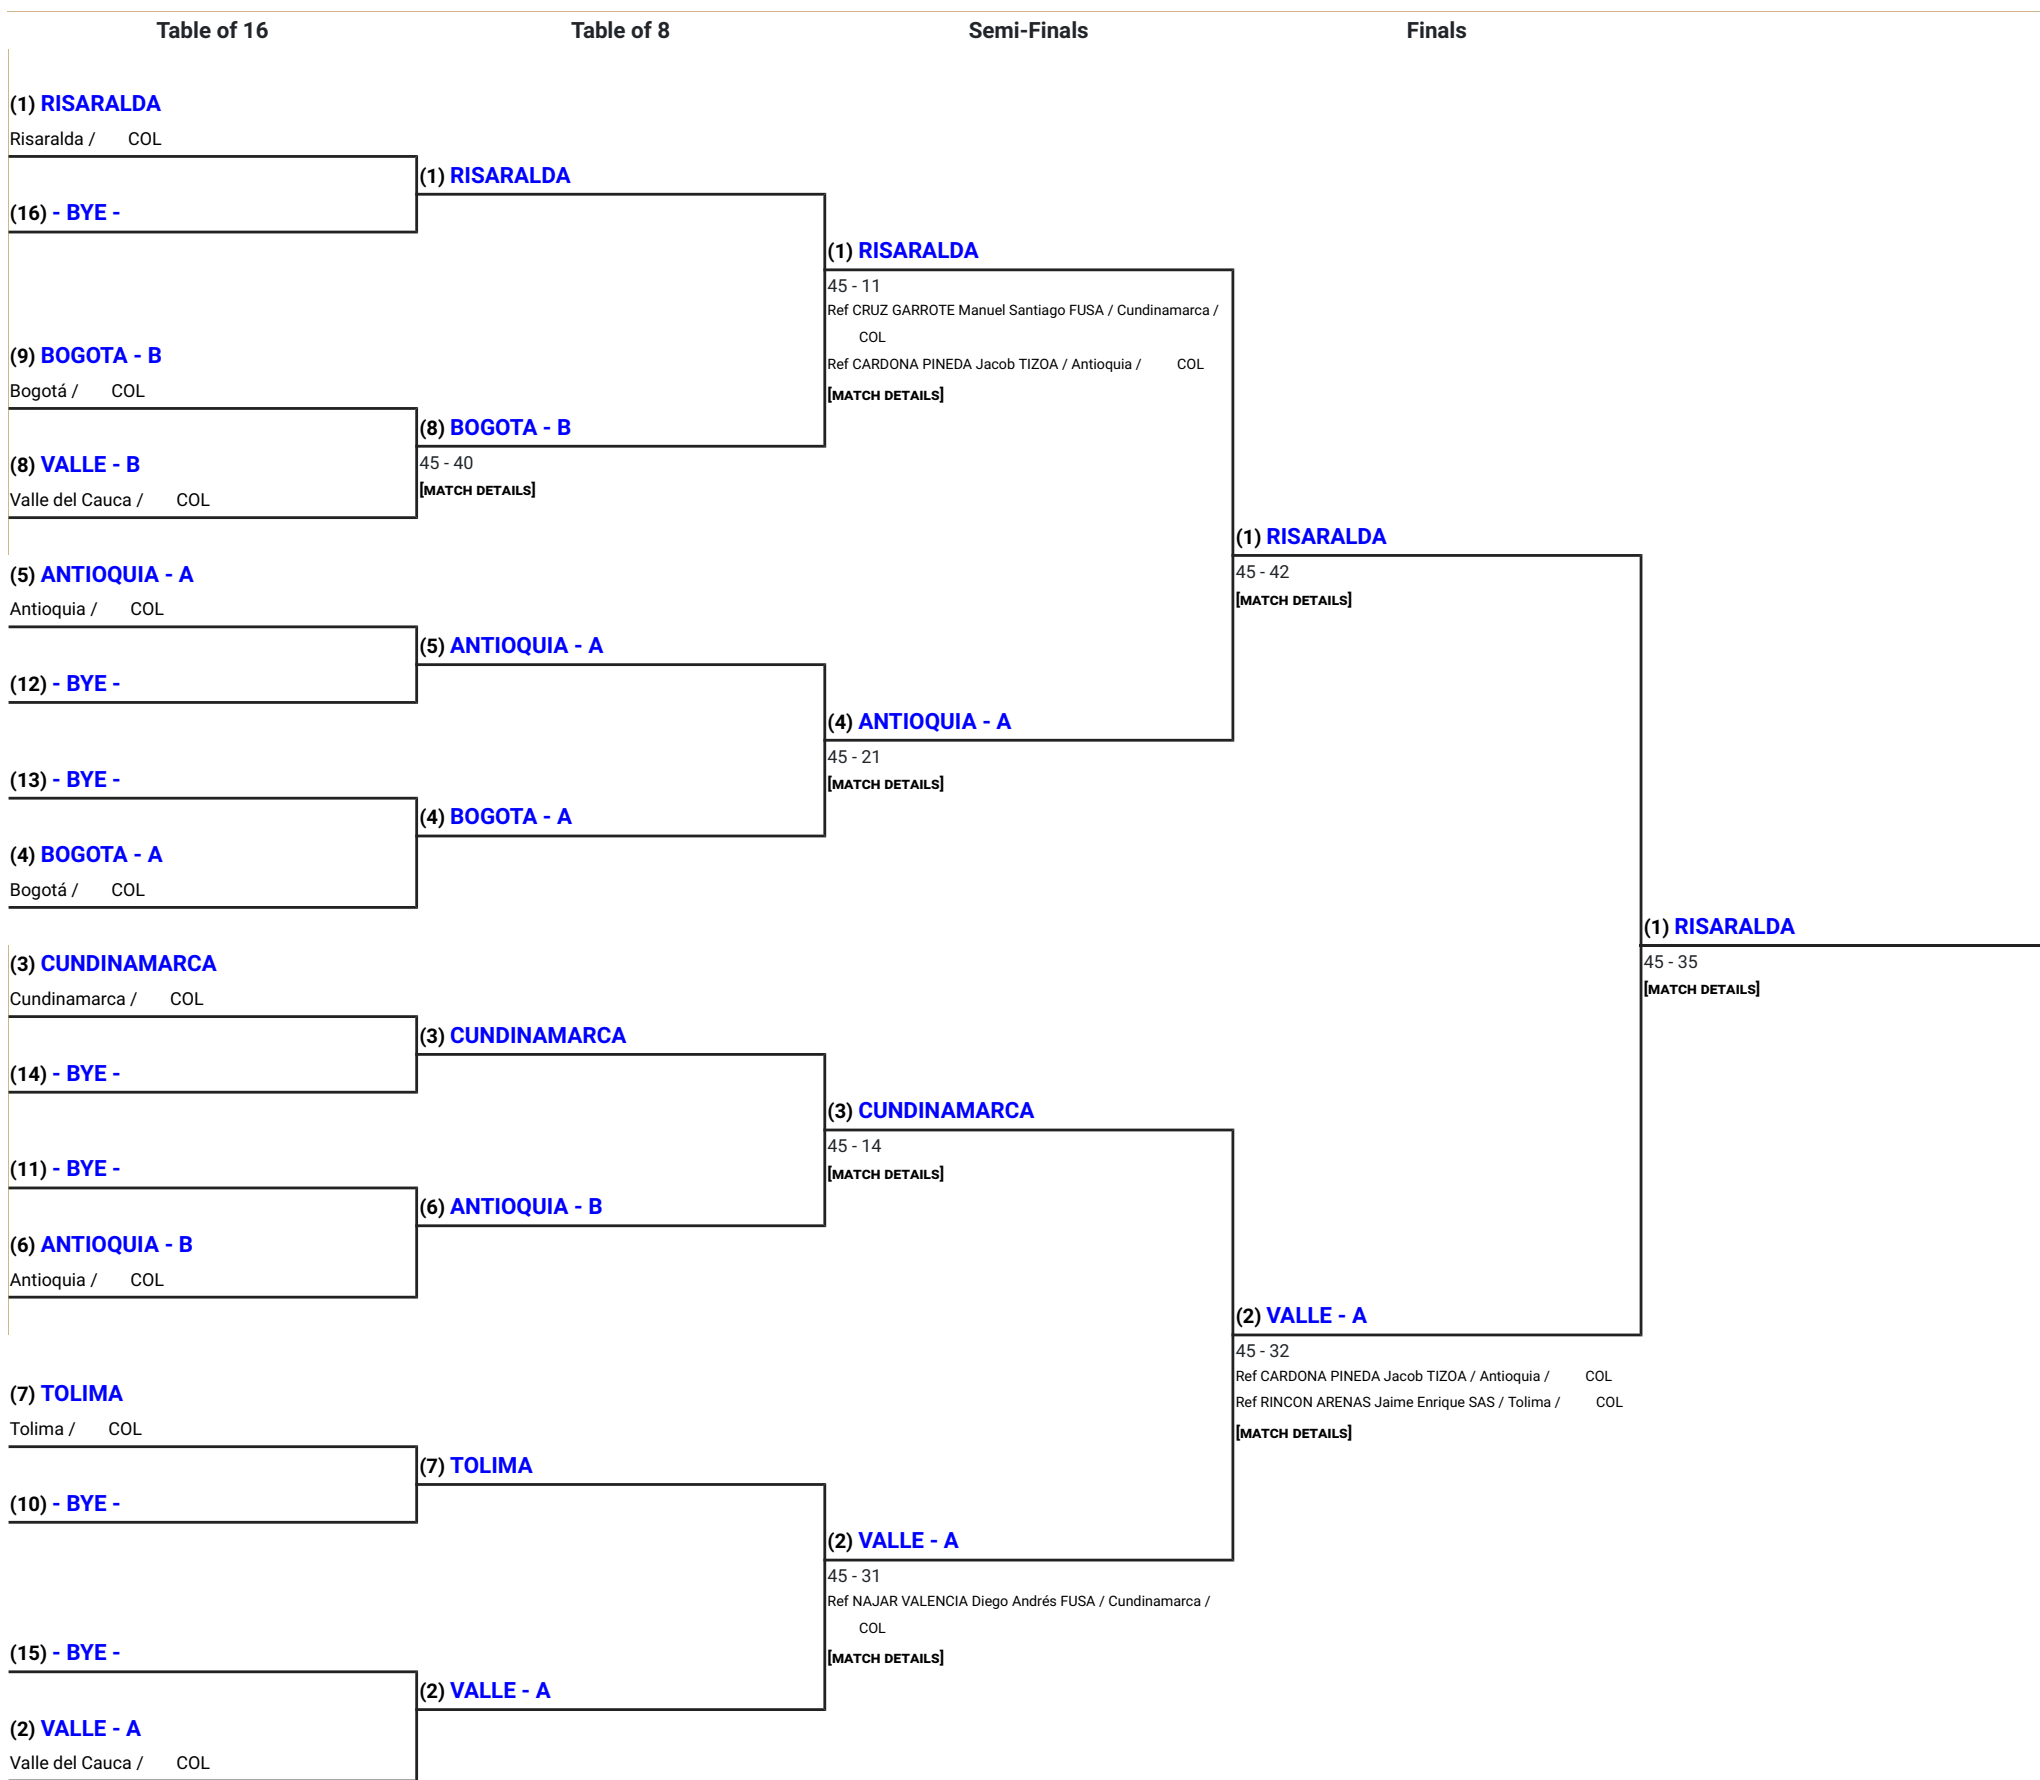 Table of 16
Table of 8
Semi-Finals
Finals
(1) RISARALDA
Risaralda / COL
(16) - BYE -
(9) BOGOTA - B
Bogotá / COL
(8) VALLE - B
Valle del Cauca / COL
(5) ANTIOQUIA - A
Antioquia / COL
(12) - BYE -
(13) - BYE -
(4) BOGOTA - A
Bogotá / COL
(3) CUNDINAMARCA
Cundinamarca / COL
(14) - BYE -
(11) - BYE -
(6) ANTIOQUIA - B
Antioquia / COL
(7) TOLIMA
Tolima / COL
(10) - BYE -
(15) - BYE -
(2) VALLE - A
Valle del Cauca / COL
(1) RISARALDA
(8) BOGOTA - B
45 - 40
[MATCH DETAILS]
(5) ANTIOQUIA - A
(4) BOGOTA - A
(3) CUNDINAMARCA
(6) ANTIOQUIA - B
(7) TOLIMA
(2) VALLE - A
(1) RISARALDA
45 - 11
Ref CRUZ GARROTE Manuel Santiago FUSA / Cundinamarca /
COL
Ref CARDONA PINEDA Jacob TIZOA / Antioquia / COL
[MATCH DETAILS]
(4) ANTIOQUIA - A
45 - 21
[MATCH DETAILS]
(3) CUNDINAMARCA
45 - 14
[MATCH DETAILS]
(2) VALLE - A
45 - 31
Ref NAJAR VALENCIA Diego Andrés FUSA / Cundinamarca /
COL
[MATCH DETAILS]
(1) RISARALDA
45 - 42
[MATCH DETAILS]
(2) VALLE - A
45 - 32
Ref CARDONA PINEDA Jacob TIZOA / Antioquia / COL
Ref RINCON ARENAS Jaime Enrique SAS / Tolima / COL
[MATCH DETAILS]
(1) RISARALDA
45 - 35
[MATCH DETAILS]